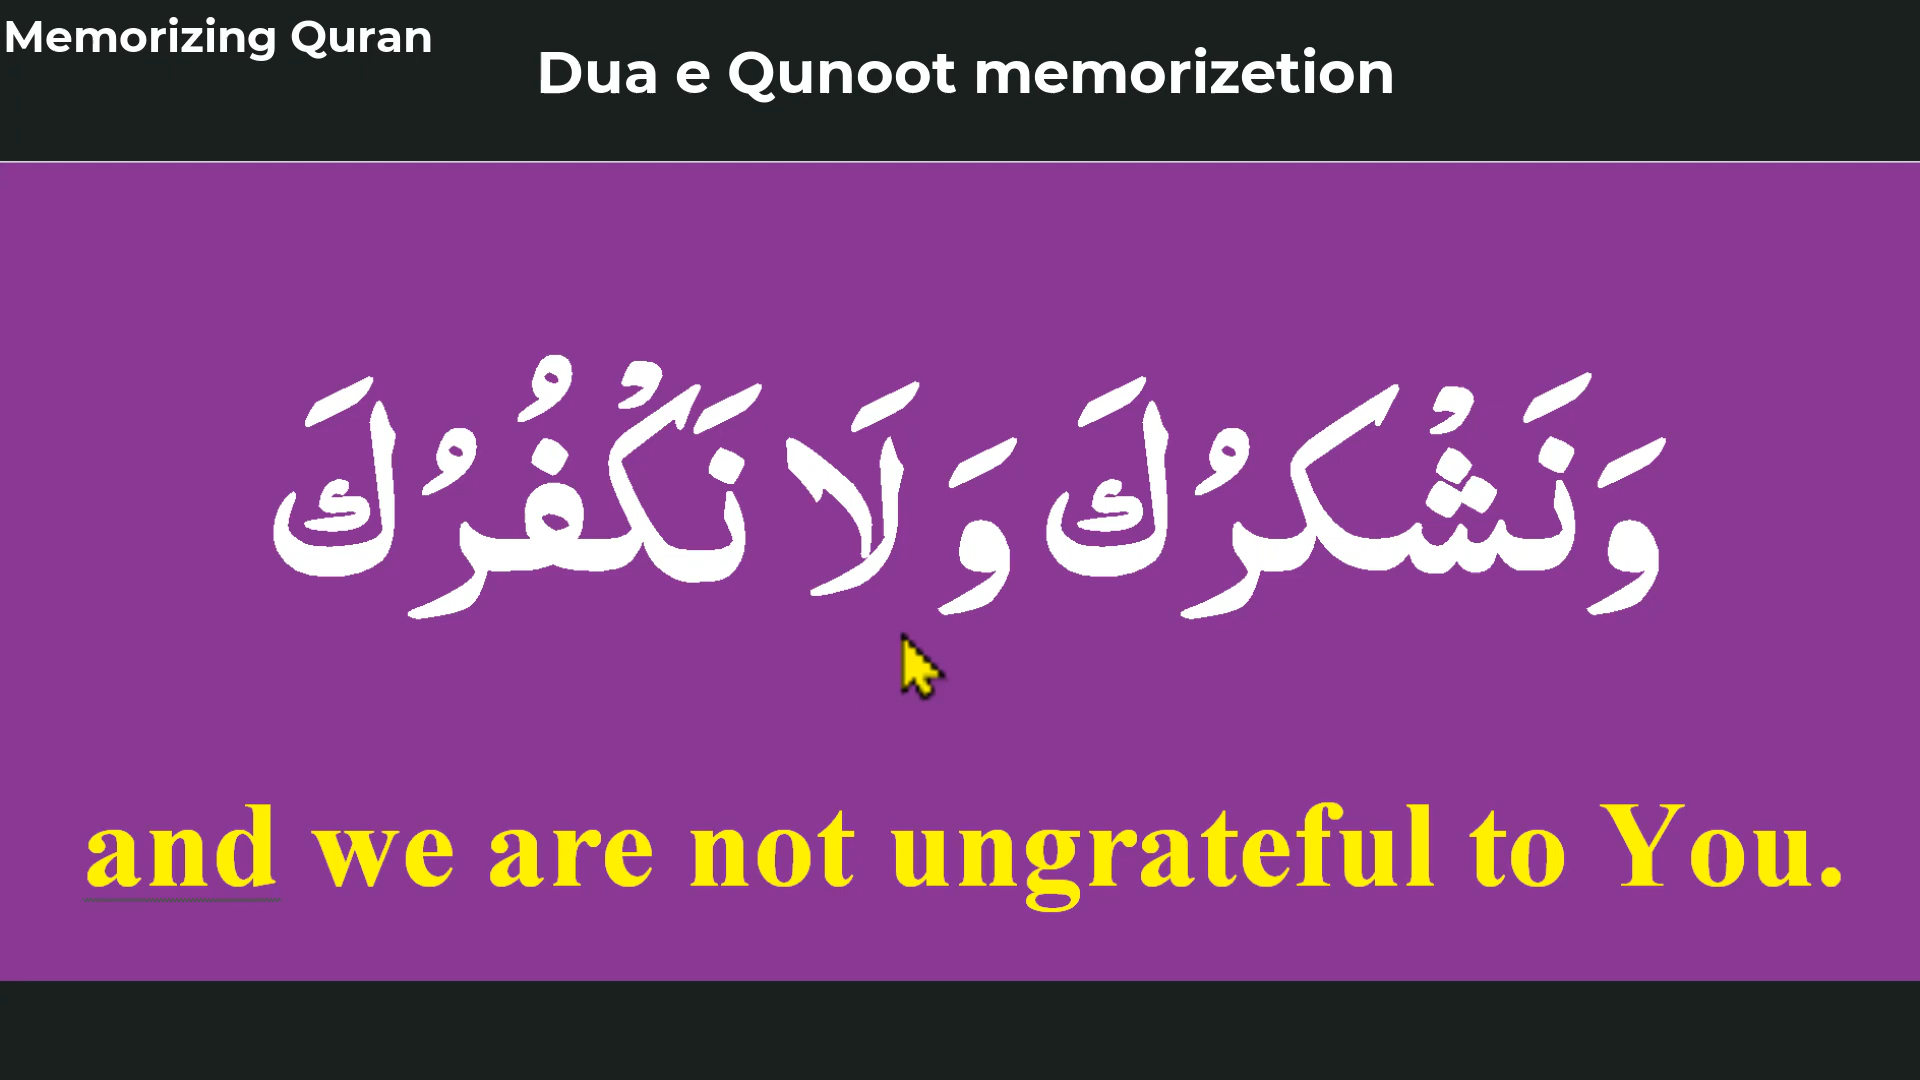 Memorizing Quran
Dua e Qunoot memorizetion
وَنَشْكُرُكَ وَلَا نَكْفُرُكَ
and we are not ungrateful to You.